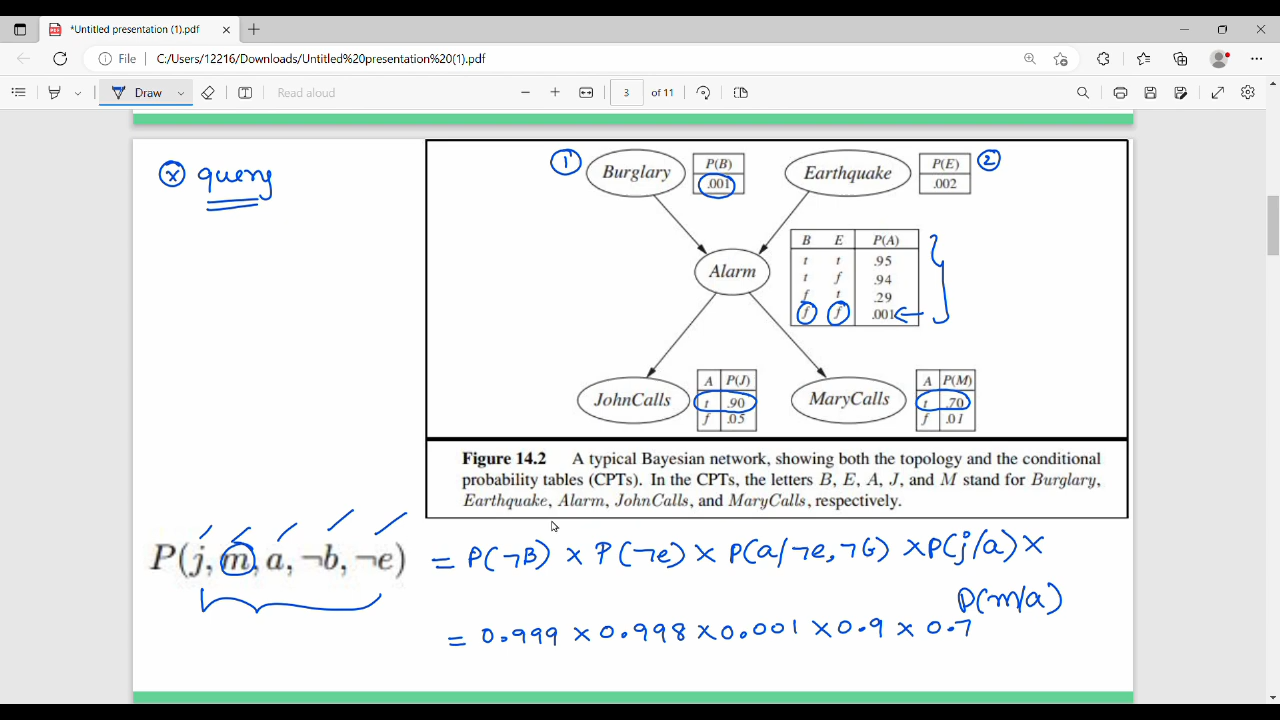 *Untitled presentation (1).pdf
File
C:/Users/12216/Downloads/Untitled%20presentation%20(1).pdf
Draw
Read aloud
3 of 11
x query
1 Burglary
P(B)
.001
Earthquake
P(E)
.002
2
Alarm
B E P(A)
t t .95
t f .94
f t .29
f f .001
JohnCalls
A P(J)
t .90
f .05
MaryCalls
A P(M)
t .70
f .01
Figure 14.2 A typical Bayesian network, showing both the topology and the conditional
probability tables (CPTs). In the CPTs, the letters B, E, A, J, and M stand for Burglary,
Earthquake, Alarm, JohnCalls, and MaryCalls, respectively.
P(j, m, a, ¬b, ¬e) = P(¬B) × P(¬e) × P(a/¬e, ¬b) × P(j/a) ×
P(m/a)
= 0.999 × 0.998 × 0.001 × 0.9 × 0.7